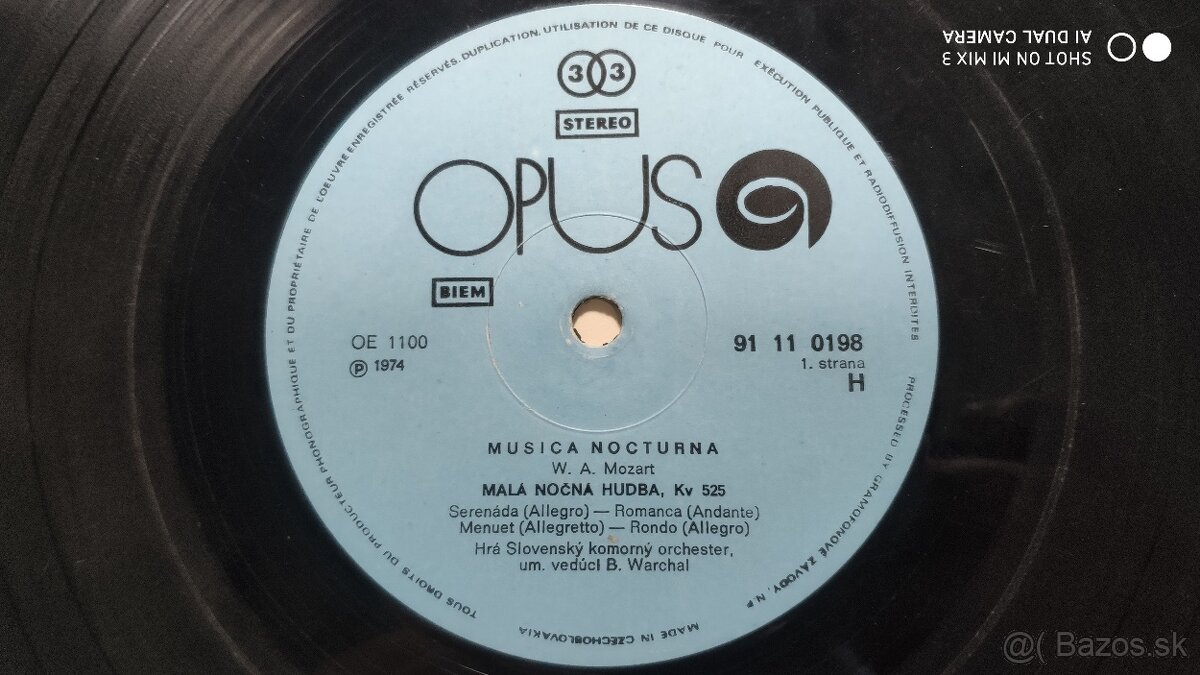 TOUS DROITS DU PRODUCTEUR PHONOGRAPHIQUE ET DU PROPRIÉTAIRE DE L'OEUVRE ENREGISTRÉE RÉSERVÉS. DUPLICATION, UTILISATION DE CE DISQUE POUR EXÉCUTION PUBLIQUE ET RADIODIFFUSION INTERDITES
PROCESSED BY GRAMOFONOVÉ ZÁVODY, N.P.
MADE IN CZECHOSLOVAKIA
33
STEREO
OPUS
BIEM
OE 1100
℗ 1974
91 11 0198
1. strana
H
MUSICA NOCTURNA
W. A. Mozart
MALÁ NOČNÁ HUDBA, Kv 525
Serenáda (Allegro) — Romanca (Andante)
Menuet (Allegretto) — Rondo (Allegro)
Hrá Slovenský komorný orchester,
um. vedúcí B. Warchal
SHOT ON MI MIX 3
AI DUAL CAMERA
@( Bazos.sk